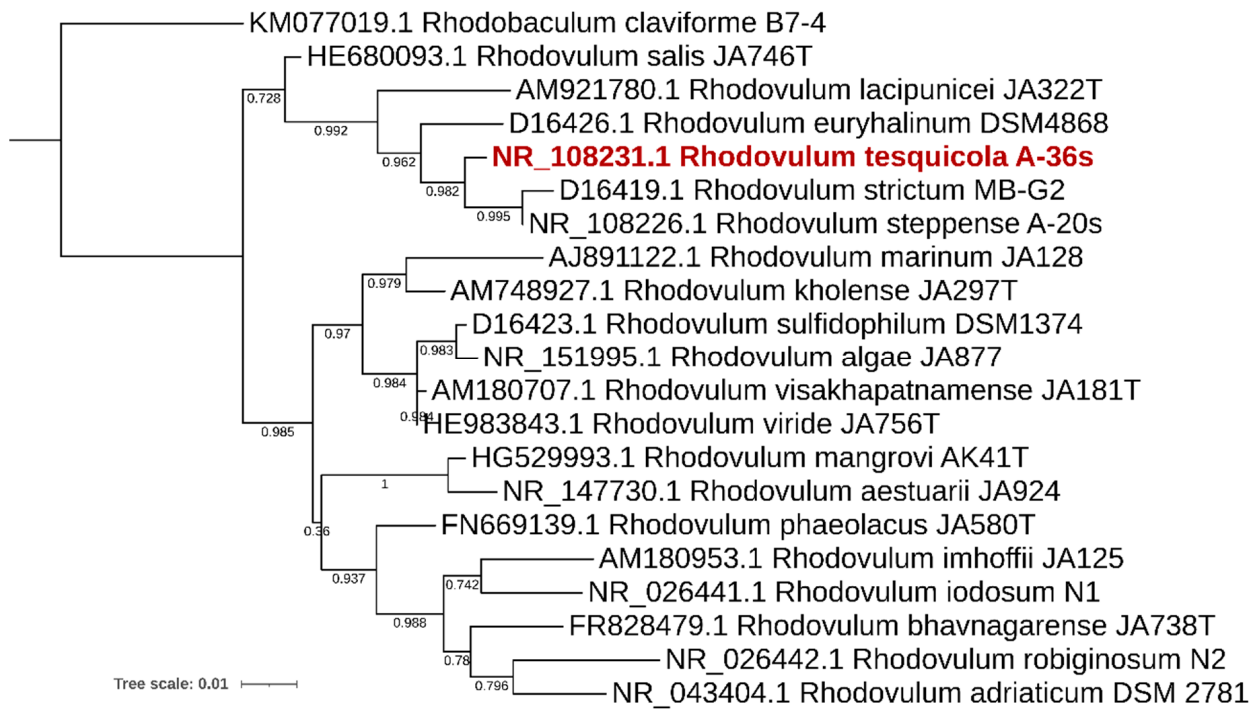 KM077019.1 Rhodobaculum claviforme B7-4
HE680093.1 Rhodovulum salis JA746T
0.728
AM921780.1 Rhodovulum lacipunicei JA322T
0.992
D16426.1 Rhodovulum euryhalinum DSM4868
0.962
NR_108231.1 Rhodovulum tesquicola A-36s
0.982
D16419.1 Rhodovulum strictum MB-G2
0.995
NR_108226.1 Rhodovulum steppense A-20s
AJ891122.1 Rhodovulum marinum JA128
0.979
AM748927.1 Rhodovulum kholense JA297T
0.97
D16423.1 Rhodovulum sulfidophilum DSM1374
0.983
NR_151995.1 Rhodovulum algae JA877
0.984
AM180707.1 Rhodovulum visakhapatnamense JA181T
0.984
HE983843.1 Rhodovulum viride JA756T
0.985
HG529993.1 Rhodovulum mangrovi AK41T
1
NR_147730.1 Rhodovulum aestuarii JA924
0.36
FN669139.1 Rhodovulum phaeolacus JA580T
0.937
AM180953.1 Rhodovulum imhoffii JA125
0.742
NR_026441.1 Rhodovulum iodosum N1
0.988
FR828479.1 Rhodovulum bhavnagarense JA738T
0.78
NR_026442.1 Rhodovulum robiginosum N2
0.796
NR_043404.1 Rhodovulum adriaticum DSM 2781
Tree scale: 0.01